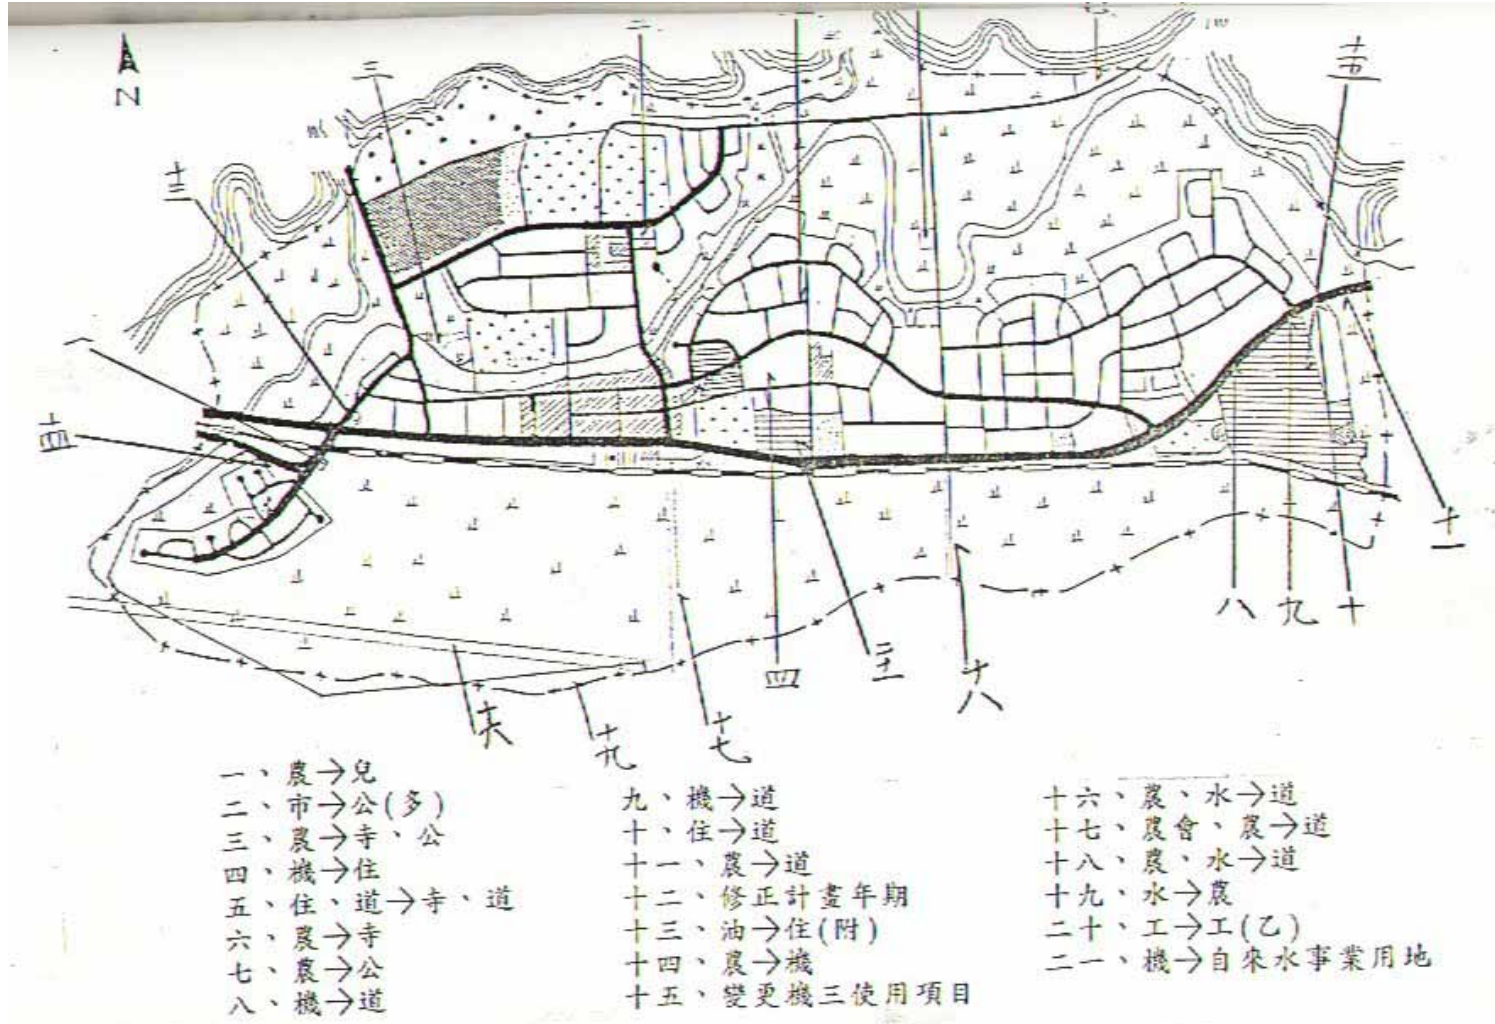 N
二
三
十三
一
十四
十五
十一
八
九
十
四
二一
十八
十六
十九
十七
一、農→兒
二、市→公(多)
三、農→寺、公
四、機→住
五、住、道→寺、道
六、農→寺
七、農→公
八、機→道
九、機→道
十、住→道
十一、農→道
十二、修正計畫年期
十三、油→住(附)
十四、農→機
十五、變更機三使用項目
十六、農、水→道
十七、農會、農→道
十八、農、水→道
十九、水→農
二十、工→工(乙)
二一、機→自來水事業用地